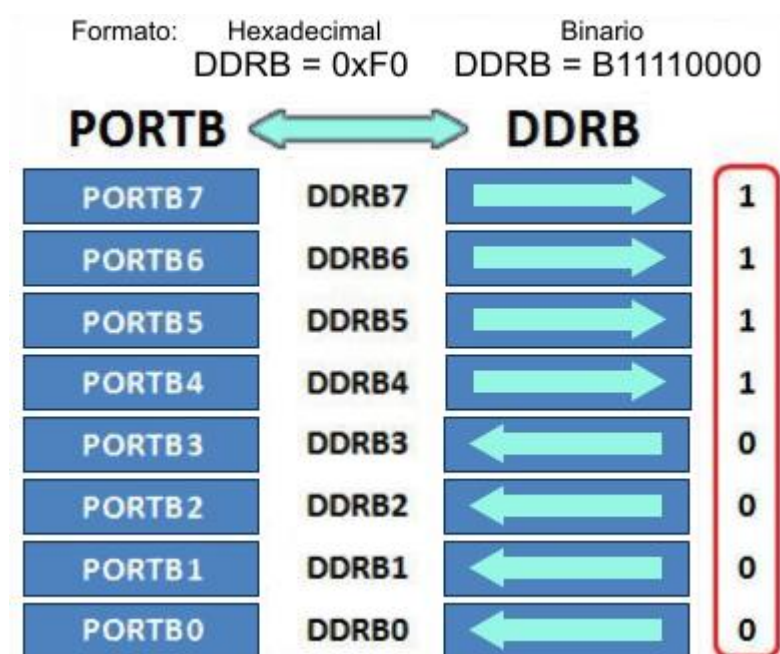 Formato: Hexadecimal Binario
DDRB = 0xF0 DDRB = B11110000
PORTB DDRB
PORTB7 DDRB7 1
PORTB6 DDRB6 1
PORTB5 DDRB5 1
PORTB4 DDRB4 1
PORTB3 DDRB3 0
PORTB2 DDRB2 0
PORTB1 DDRB1 0
PORTB0 DDRB0 0